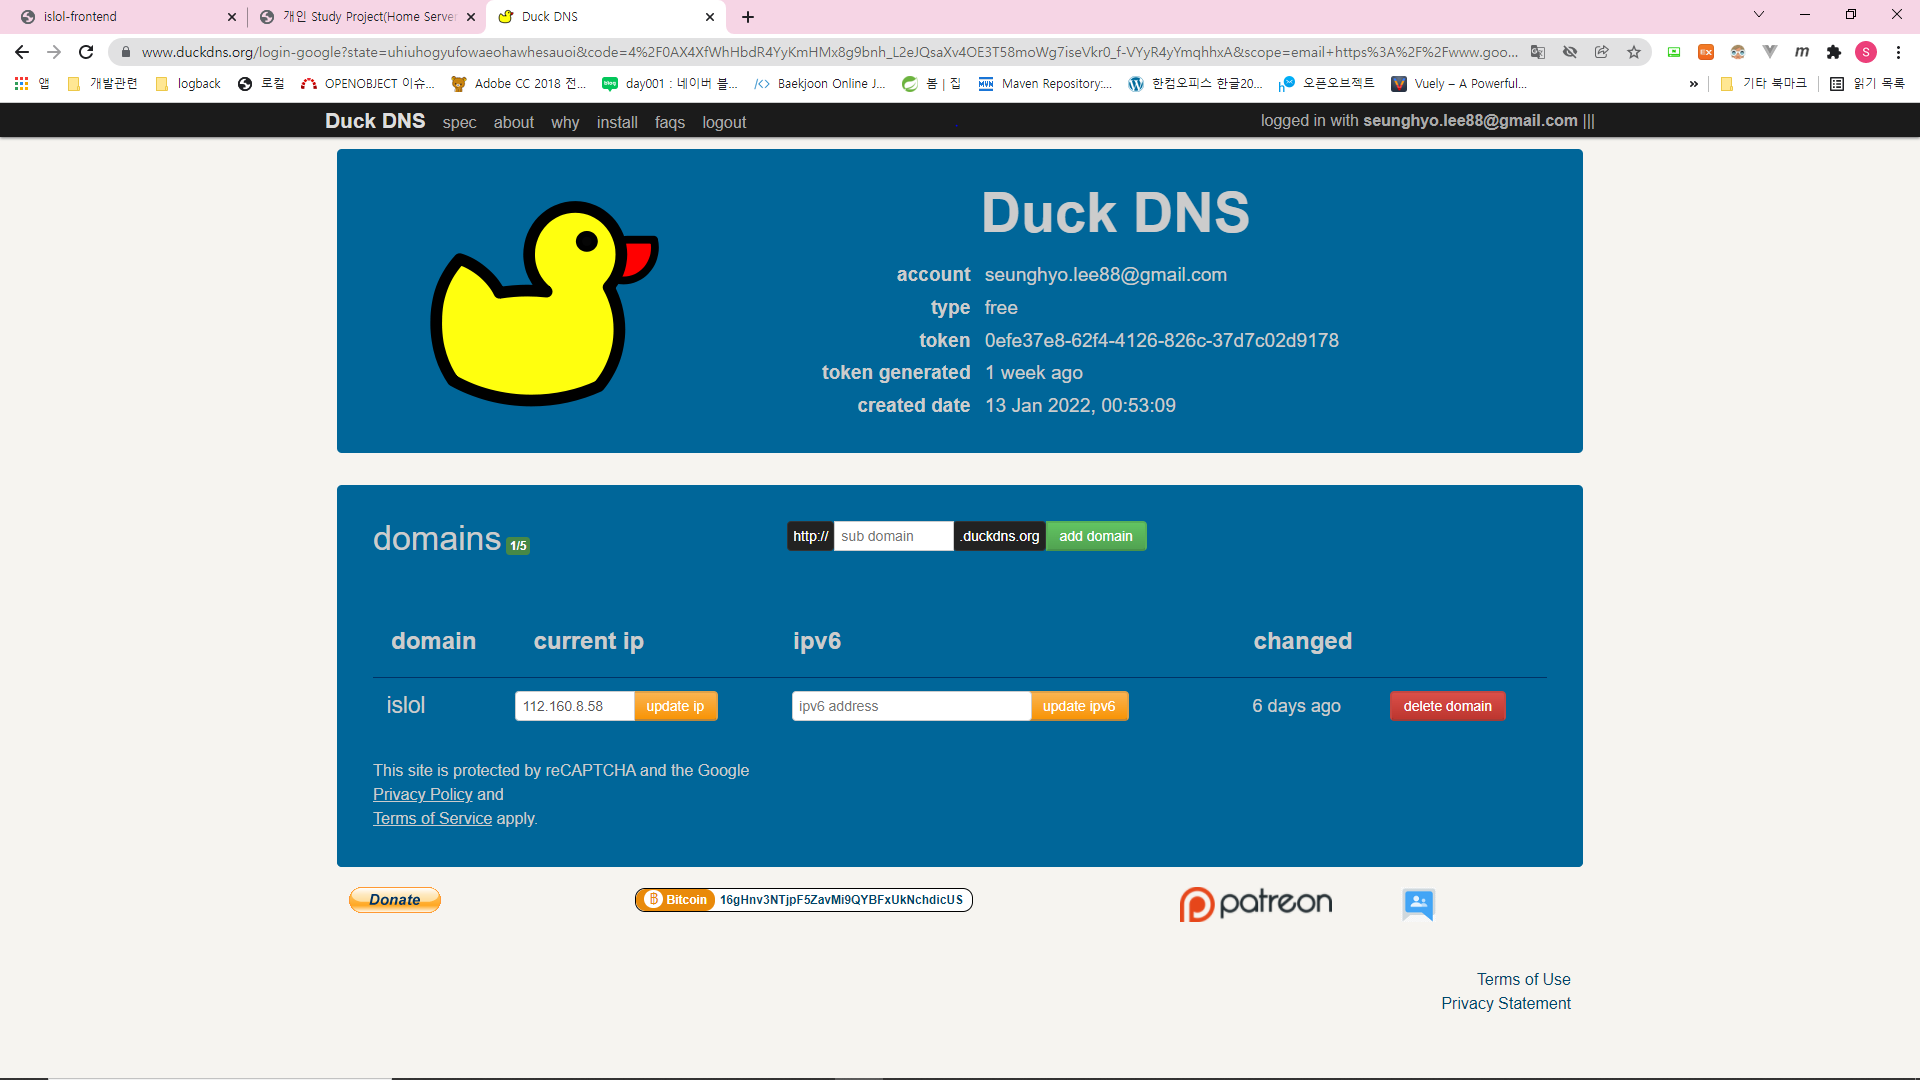 islol-frontend
개인 Study Project(Home Server
Duck DNS
www.duckdns.org/login-google?state=uhiuhogyufowaeohawhesauoi&code=4%2F0AX4XfWhHbdR4YyKmHMx8g9bnh_L2eJQsaXv4OE3T58moWg7iseVkr0_f-VYyR4yYmqhhxA&scope=email+https%3A%2F%2Fwww.goo...
앱
개발관련
logback
로컬
OPENOBJECT 이슈...
Adobe CC 2018 전...
day001 : 네이버 블...
Baekjoon Online J...
봄 | 집
Maven Repository:...
한컴오피스 한글20...
오픈오브젝트
Vuely – A Powerful...
기타 북마크
읽기 목록
Duck DNS spec about why install faqs logout
logged in with seunghyo.lee88@gmail.com |||
Duck DNS
account seunghyo.lee88@gmail.com
type free
token 0efe37e8-62f4-4126-826c-37d7c02d9178
token generated 1 week ago
created date 13 Jan 2022, 00:53:09
domains 1/5
http:// sub domain .duckdns.org add domain
domain current ip ipv6 changed
islol 112.160.8.58 update ip ipv6 address update ipv6 6 days ago delete domain
This site is protected by reCAPTCHA and the Google
Privacy Policy and
Terms of Service apply.
Donate
Bitcoin 16gHnv3NTjpF5ZavMi9QYBFxUkNchdicUS
patreon
Terms of Use
Privacy Statement